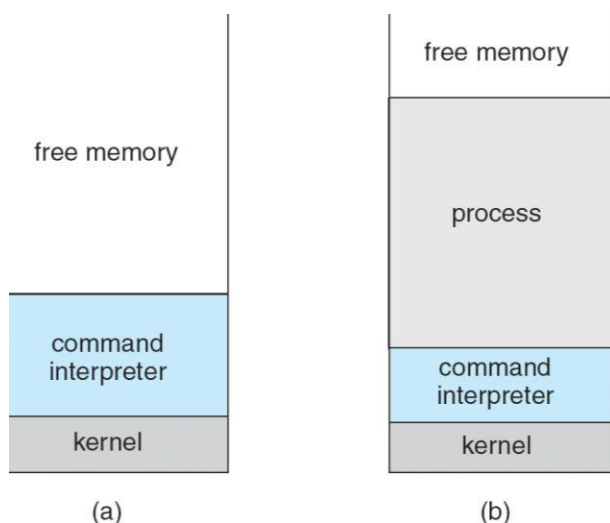 free memory
command
interpreter
kernel
(a)
free memory
process
command
interpreter
kernel
(b)